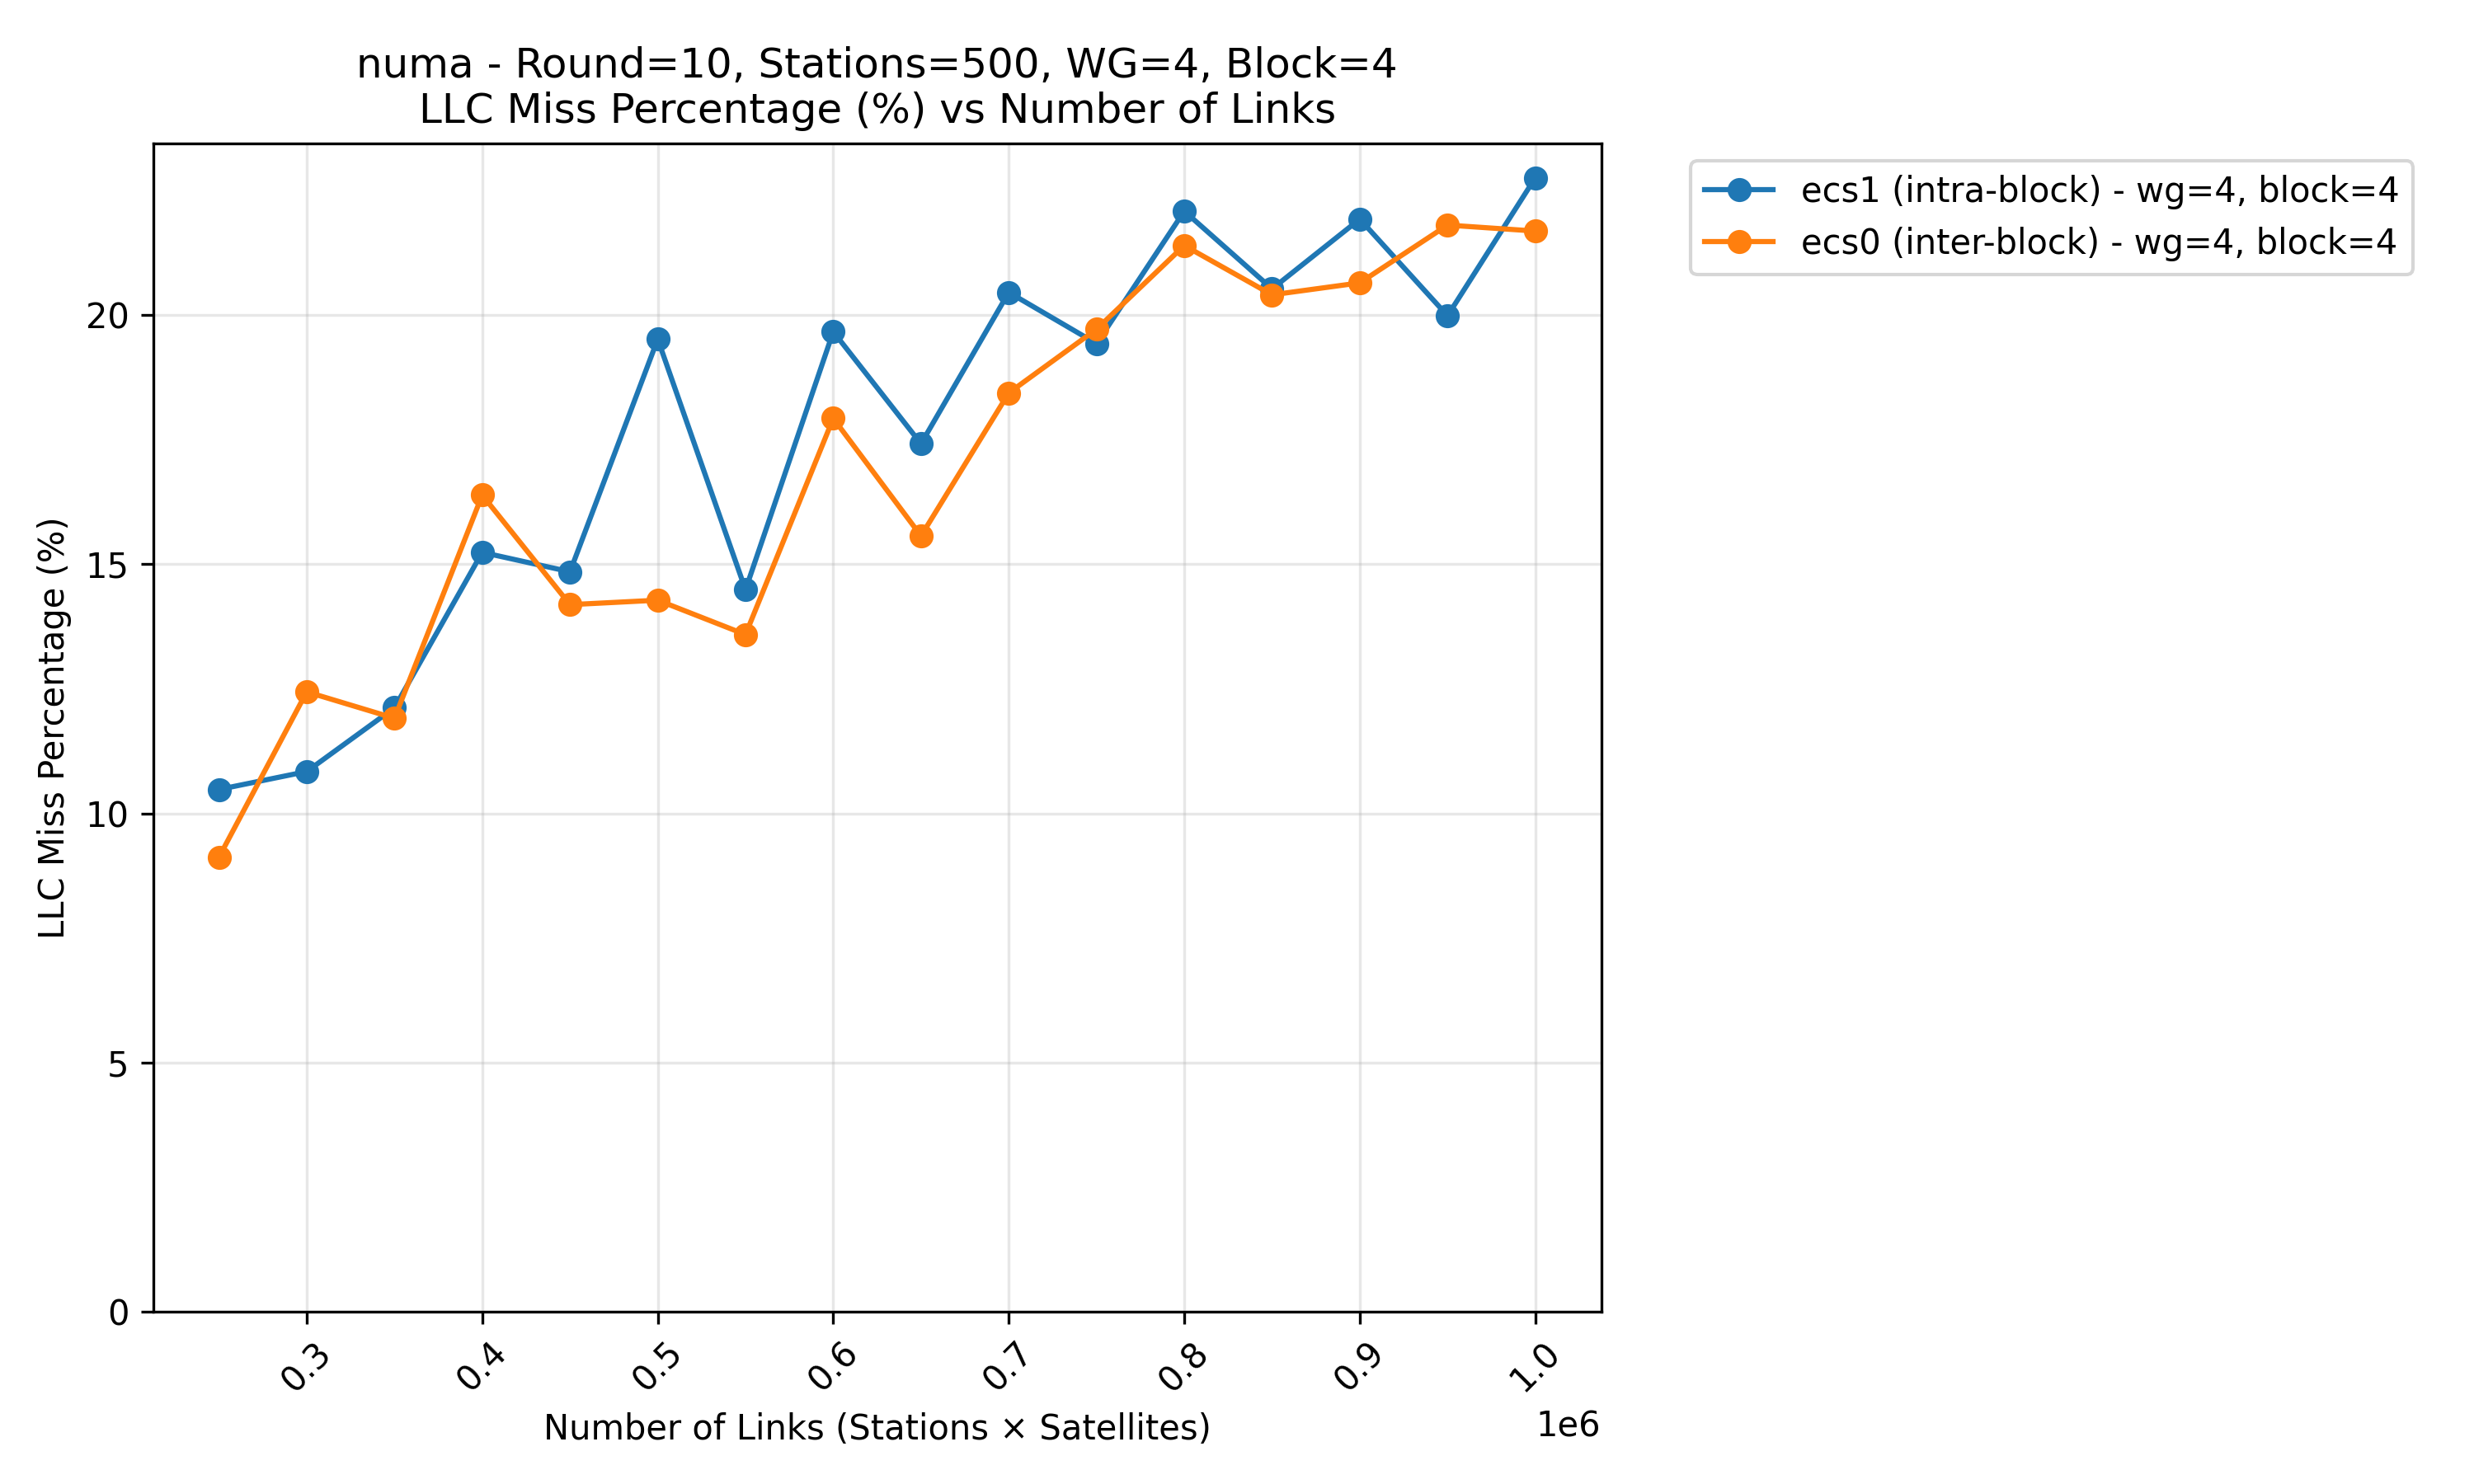 numa - Round=10, Stations=500, WG=4, Block=4
LLC Miss Percentage (%) vs Number of Links
ecs1 (intra-block) - wg=4, block=4
ecs0 (inter-block) - wg=4, block=4
LLC Miss Percentage (%)
20
15
10
5
0
0.3
0.4
0.5
0.6
0.7
0.8
0.9
1.0
Number of Links (Stations × Satellites)
1e6